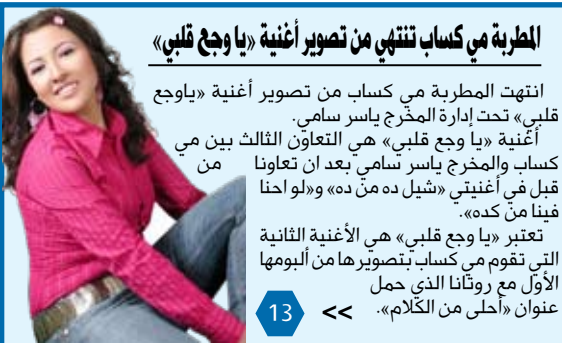 المطربة مي كساب تنتهي من تصوير أغنية «يا وجع قلبي»
انتهت المطربة مي كساب من تصوير أغنية «ياوجع
قلبي» تحت إدارة المخرج ياسر سامي.
أغنية «يا وجع قلبي» هي التعاون الثالث بين مي
كساب والمخرج ياسر سامي بعد ان تعاونا من
قبل في أغنيتي «شيل ده من ده» و«لو احنا
فينا من كده».
تعتبر «يا وجع قلبي» هي الأغنية الثانية
التي تقوم مي كساب بتصويرها من ألبومها
الأول مع روتانا الذي حمل
عنوان «أحلى من الكلام».
>> 13